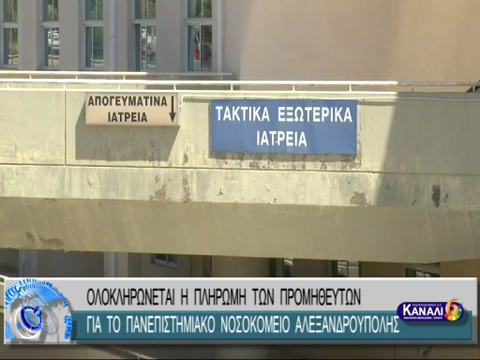 ΑΠΟΓΕΥΜΑΤΙΝΑ
ΙΑΤΡΕΙΑ
ΤΑΚΤΙΚΑ ΕΞΩΤΕΡΙΚΑ
ΙΑΤΡΕΙΑ
ΟΛΟΚΛΗΡΩΝΕΤΑΙ Η ΠΛΗΡΩΜΗ ΤΩΝ ΠΡΟΜΗΘΕΥΤΩΝ
ΓΙΑ ΤΟ ΠΑΝΕΠΙΣΤΗΜΙΑΚΟ ΝΟΣΟΚΟΜΕΙΟ ΑΛΕΞΑΝΔΡΟΥΠΟΛΗΣ
ΚΑΝΑΛΙ 6